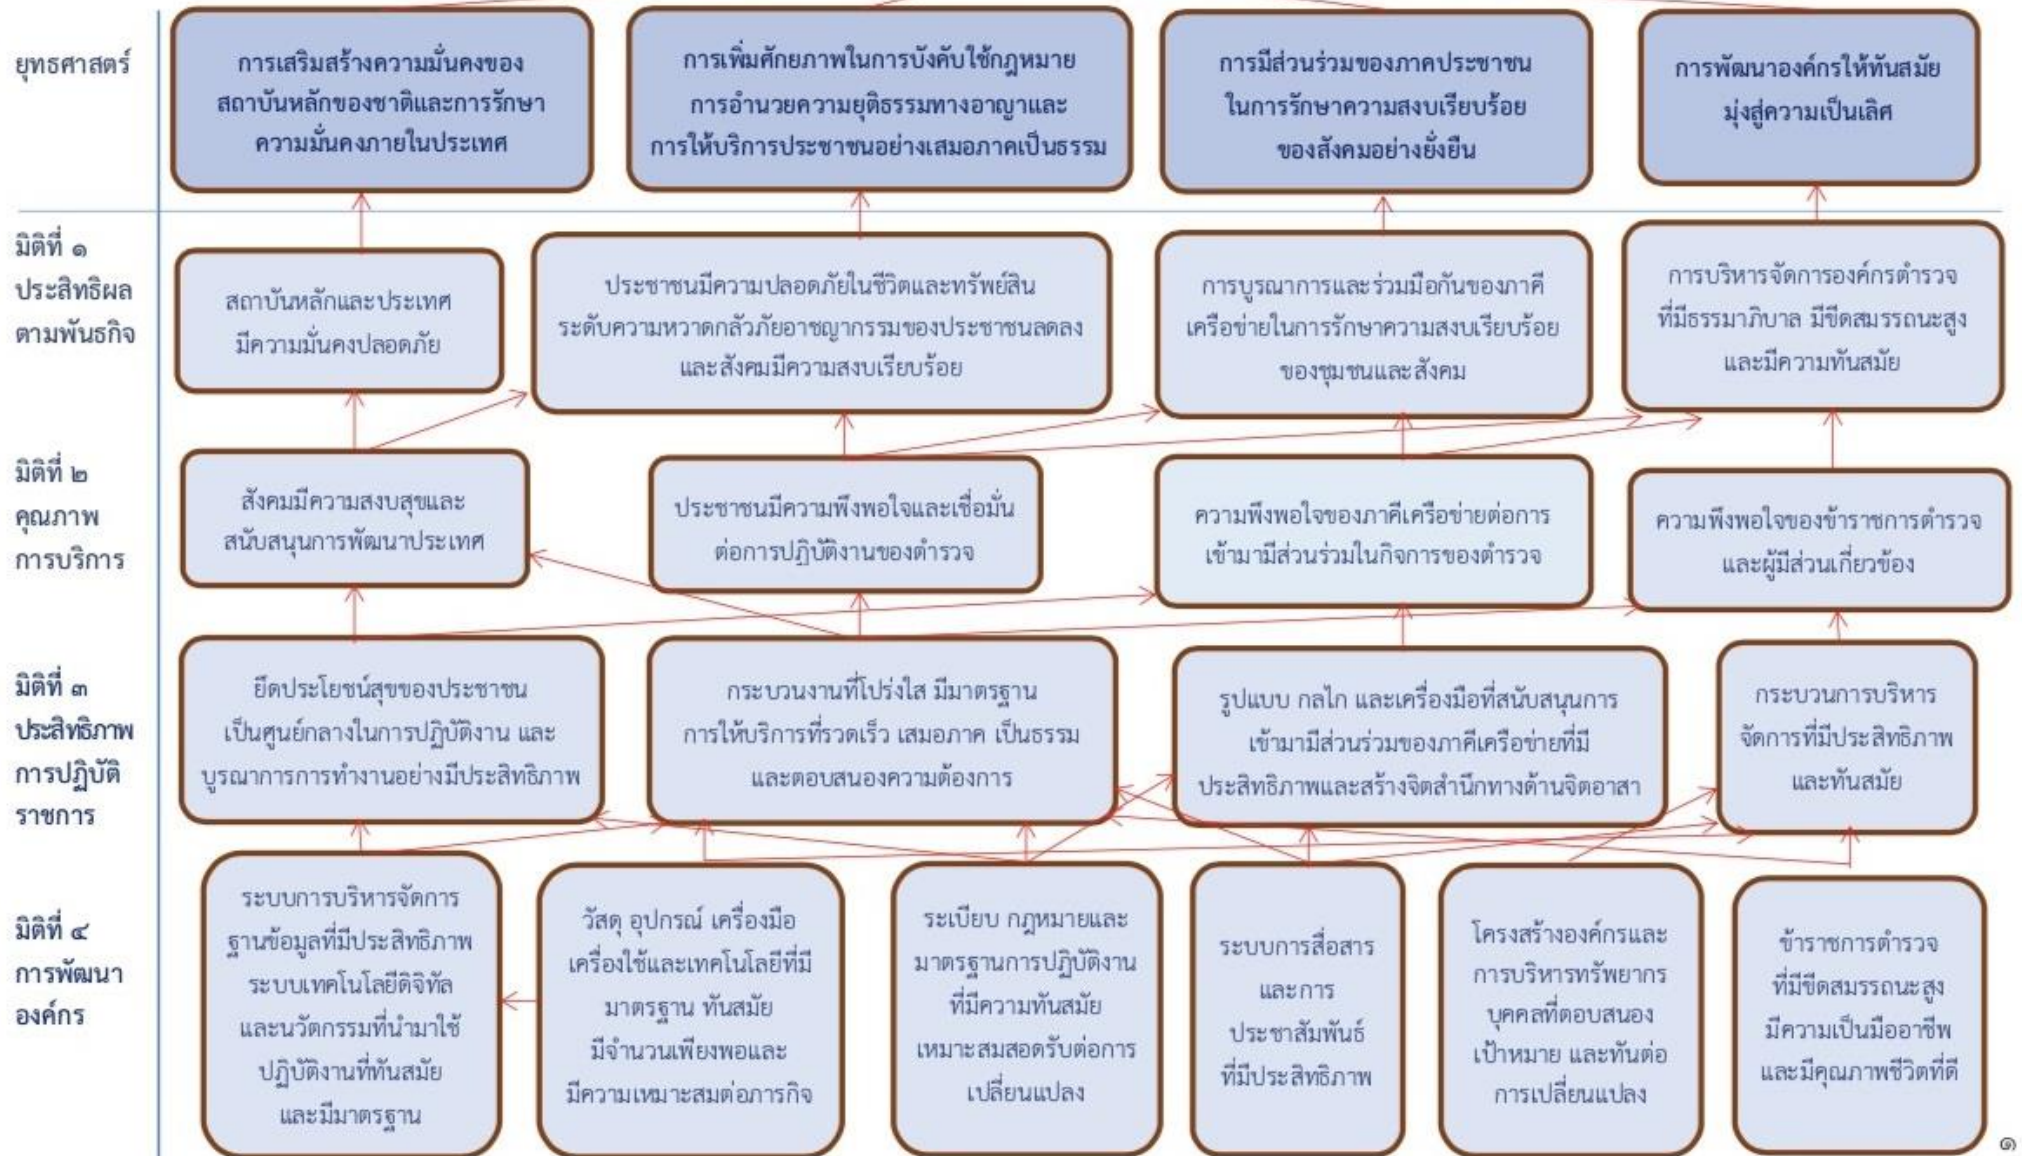 ยุทธศาสตร์
การเสริมสร้างความมั่นคงของ
สถาบันหลักของชาติและการรักษา
ความมั่นคงภายในประเทศ
การเพิ่มศักยภาพในการบังคับใช้กฎหมาย
การอำนวยความยุติธรรมทางอาญาและ
การให้บริการประชาชนอย่างเสมอภาคเป็นธรรม
การมีส่วนร่วมของภาคประชาชน
ในการรักษาความสงบเรียบร้อย
ของสังคมอย่างยั่งยืน
การพัฒนาองค์กรให้ทันสมัย
มุ่งสู่ความเป็นเลิศ
มิติที่ ๑
ประสิทธิผล
ตามพันธกิจ
สถาบันหลักและประเทศ
มีความมั่นคงปลอดภัย
ประชาชนมีความปลอดภัยในชีวิตและทรัพย์สิน
ระดับความหวาดกลัวภัยอาชญากรรมของประชาชนลดลง
และสังคมมีความสงบเรียบร้อย
การบูรณาการและร่วมมือกันของภาคี
เครือข่ายในการรักษาความสงบเรียบร้อย
ของชุมชนและสังคม
การบริหารจัดการองค์กรตำรวจ
ที่มีธรรมาภิบาล มีขีดสมรรถนะสูง
และมีความทันสมัย
มิติที่ ๒
คุณภาพ
การบริการ
สังคมมีความสงบสุขและ
สนับสนุนการพัฒนาประเทศ
ประชาชนมีความพึงพอใจและเชื่อมั่น
ต่อการปฏิบัติงานของตำรวจ
ความพึงพอใจของภาคีเครือข่ายต่อการ
เข้ามามีส่วนร่วมในกิจการของตำรวจ
ความพึงพอใจของข้าราชการตำรวจ
และผู้มีส่วนเกี่ยวข้อง
มิติที่ ๓
ประสิทธิภาพ
การปฏิบัติ
ราชการ
ยึดประโยชน์สุขของประชาชน
เป็นศูนย์กลางในการปฏิบัติงาน และ
บูรณาการการทำงานอย่างมีประสิทธิภาพ
กระบวนงานที่โปร่งใส มีมาตรฐาน
การให้บริการที่รวดเร็ว เสมอภาค เป็นธรรม
และตอบสนองความต้องการ
รูปแบบ กลไก และเครื่องมือที่สนับสนุนการ
เข้ามามีส่วนร่วมของภาคีเครือข่ายที่มี
ประสิทธิภาพและสร้างจิตสำนึกทางด้านจิตอาสา
กระบวนการบริหาร
จัดการที่มีประสิทธิภาพ
และทันสมัย
มิติที่ ๔
การพัฒนา
องค์กร
ระบบการบริหารจัดการ
ฐานข้อมูลที่มีประสิทธิภาพ
ระบบเทคโนโลยีดิจิทัล
และนวัตกรรมที่นำมาใช้
ปฏิบัติงานที่ทันสมัย
และมีมาตรฐาน
วัสดุ อุปกรณ์ เครื่องมือ
เครื่องใช้และเทคโนโลยีที่มี
มาตรฐาน ทันสมัย
มีจำนวนเพียงพอและ
มีความเหมาะสมต่อภารกิจ
ระเบียบ กฎหมายและ
มาตรฐานการปฏิบัติงาน
ที่มีความทันสมัย
เหมาะสมสอดรับต่อการ
เปลี่ยนแปลง
ระบบการสื่อสาร
และการ
ประชาสัมพันธ์
ที่มีประสิทธิภาพ
โครงสร้างองค์กรและ
การบริหารทรัพยากร
บุคคลที่ตอบสนอง
เป้าหมาย และทันต่อ
การเปลี่ยนแปลง
ข้าราชการตำรวจ
ที่มีขีดสมรรถนะสูง
มีความเป็นมืออาชีพ
และมีคุณภาพชีวิตที่ดี
๑